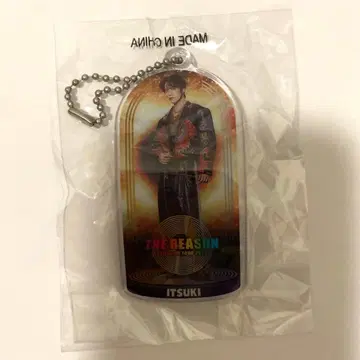 MADE IN CHINA
THE REASON
ITSUKI